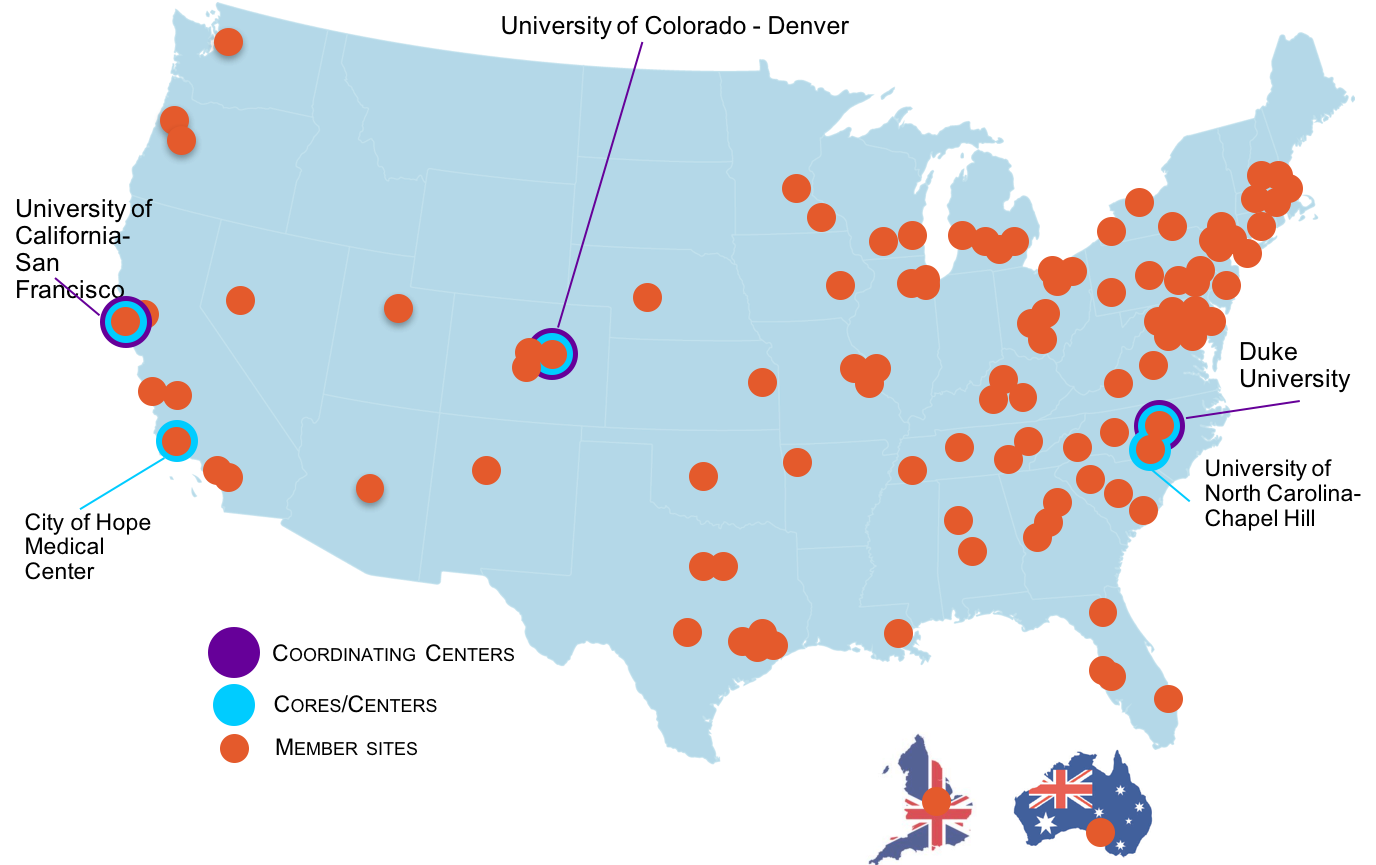 University of Colorado - Denver
University of
California-
San
Francisco
Duke
University
University of
North Carolina-
Chapel Hill
City of Hope
Medical
Center
Coordinating Centers
Cores/Centers
Member sites